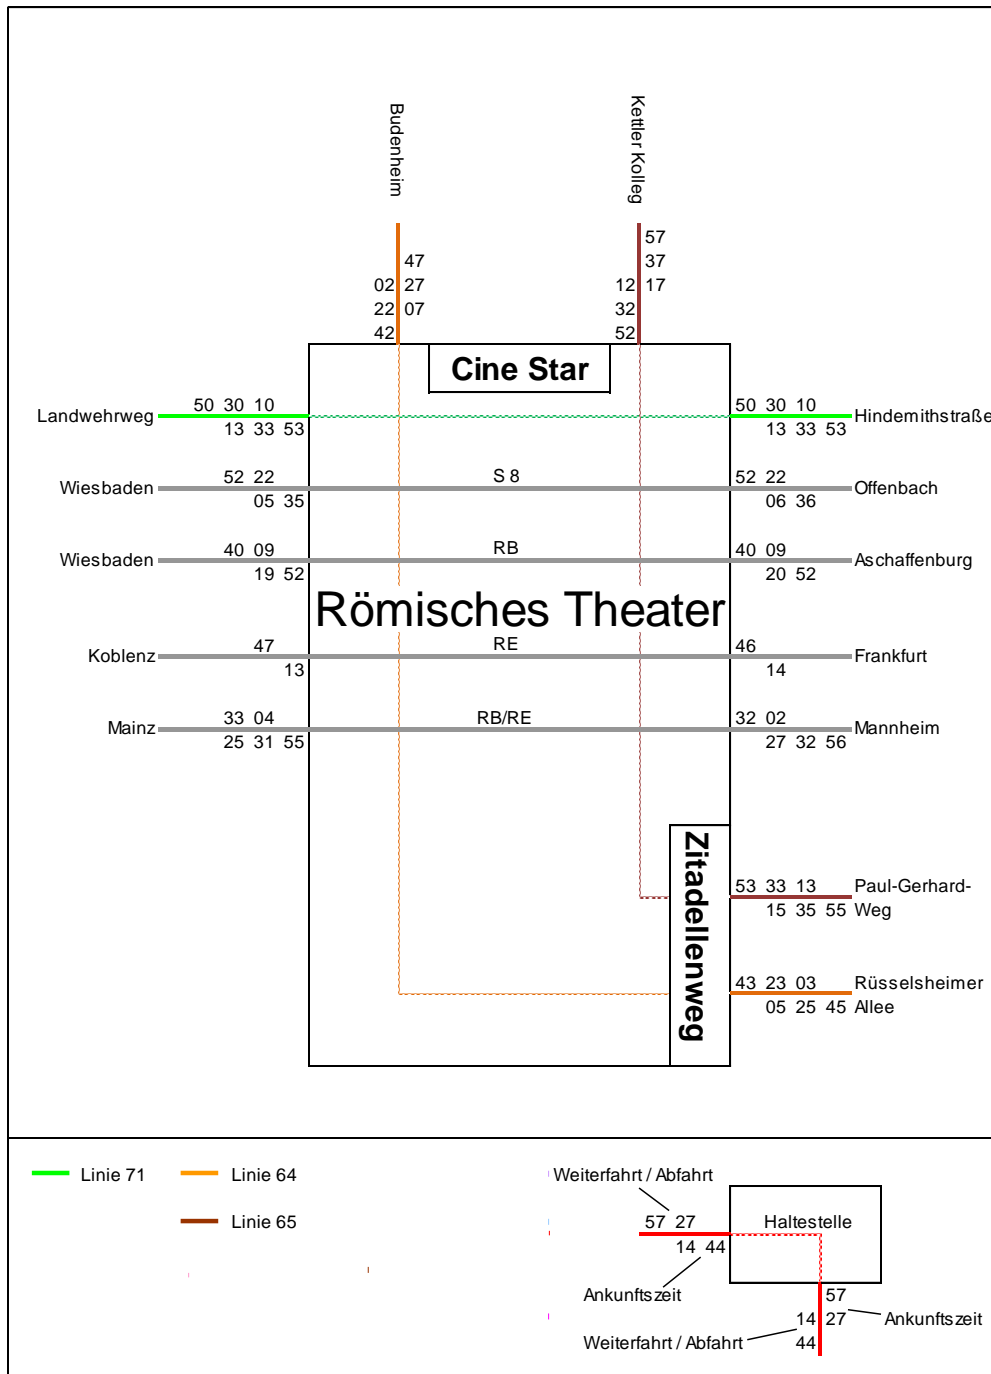 Budenheim
Kettler Kolleg
47
02 27
22 07
42
57
37
12 17
32
52
Cine Star
Landwehrweg
50 30 10
13 33 53
50 30 10
13 33 53
Hindemithstraße
Wiesbaden
52 22
05 35
S 8
52 22
06 36
Offenbach
Wiesbaden
40 09
19 52
RB
40 09
20 52
Aschaffenburg
Römisches Theater
Koblenz
47
13
RE
46
14
Frankfurt
Mainz
33 04
25 31 55
RB/RE
32 02
27 32 56
Mannheim
Zitadellenweg
53 33 13
15 35 55
Paul-Gerhard-
Weg
43 23 03
05 25 45
Rüsselsheimer
Allee
Linie 71
Linie 64
Linie 65
Weiterfahrt / Abfahrt
57 27
14 44
Haltestelle
Ankunftszeit
57
14 27
44
Ankunftszeit
Weiterfahrt / Abfahrt